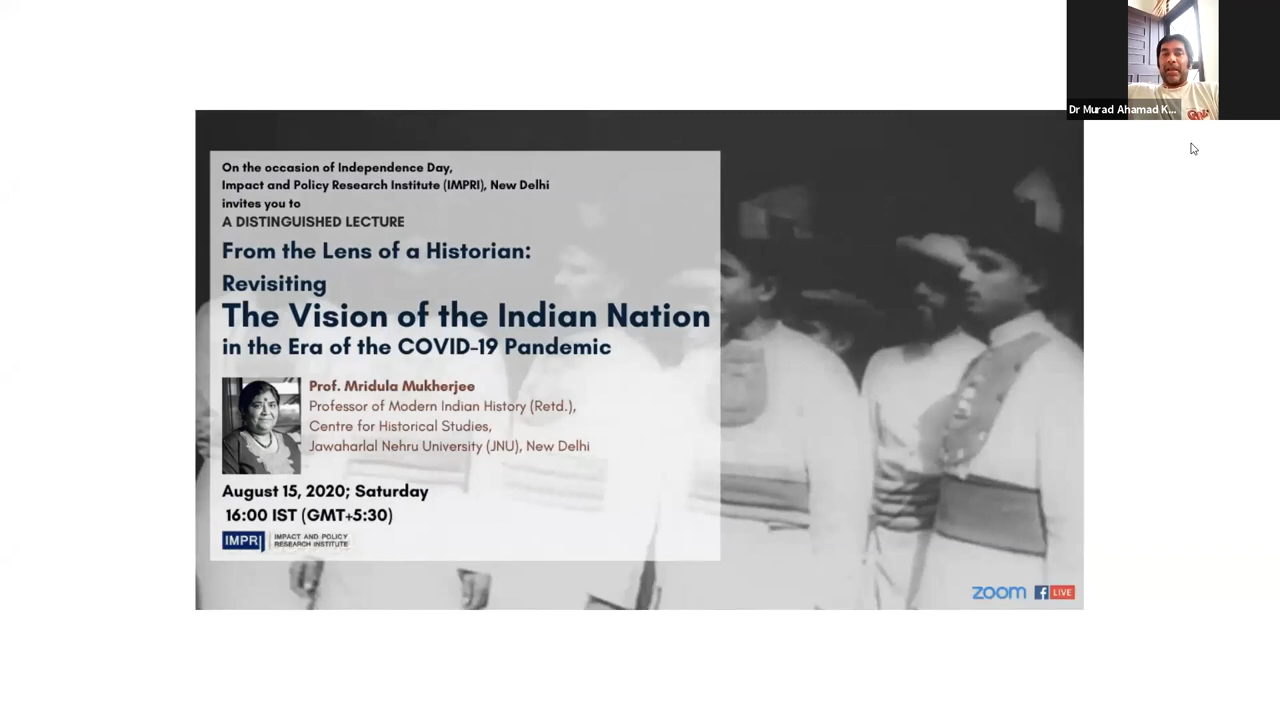 Dr Murad Ahamad K...
On the occasion of Independence Day,
Impact and Policy Research Institute (IMPRI), New Delhi
invites you to
A DISTINGUISHED LECTURE
From the Lens of a Historian:
Revisiting
The Vision of the Indian Nation
in the Era of the COVID-19 Pandemic
Prof. Mridula Mukherjee
Professor of Modern Indian History (Retd.),
Centre for Historical Studies,
Jawaharlal Nehru University (JNU), New Delhi
August 15, 2020; Saturday
16:00 IST (GMT+5:30)
IMPRI
IMPACT AND POLICY
RESEARCH INSTITUTE
zoom f LIVE